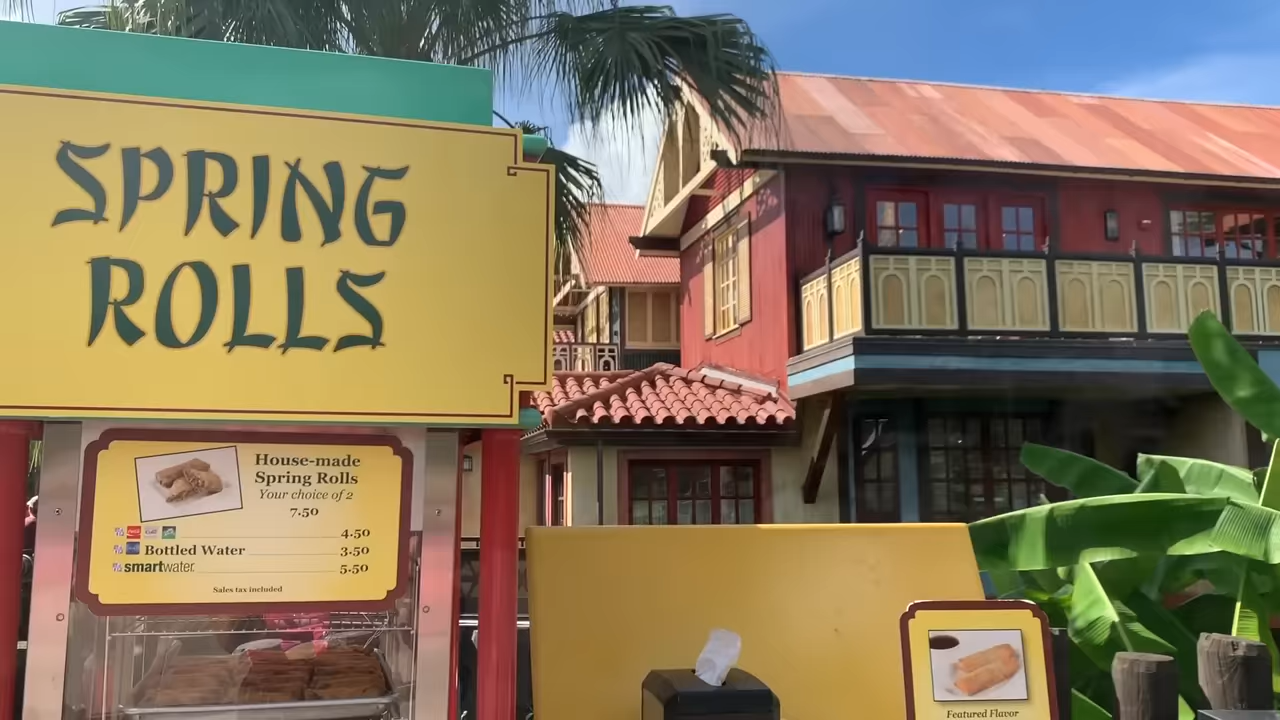 SPRING
ROLLS
House-made
Spring Rolls
Your choice of 2
7.50
4.50
Bottled Water 3.50
smartwater 5.50
Sales tax included
Featured Flavor